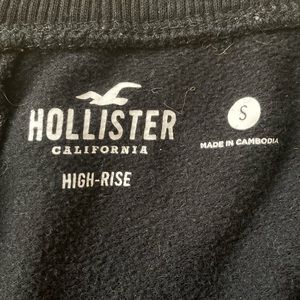 HOLLISTER
CALIFORNIA
HIGH-RISE
S
MADE IN CAMBODIA